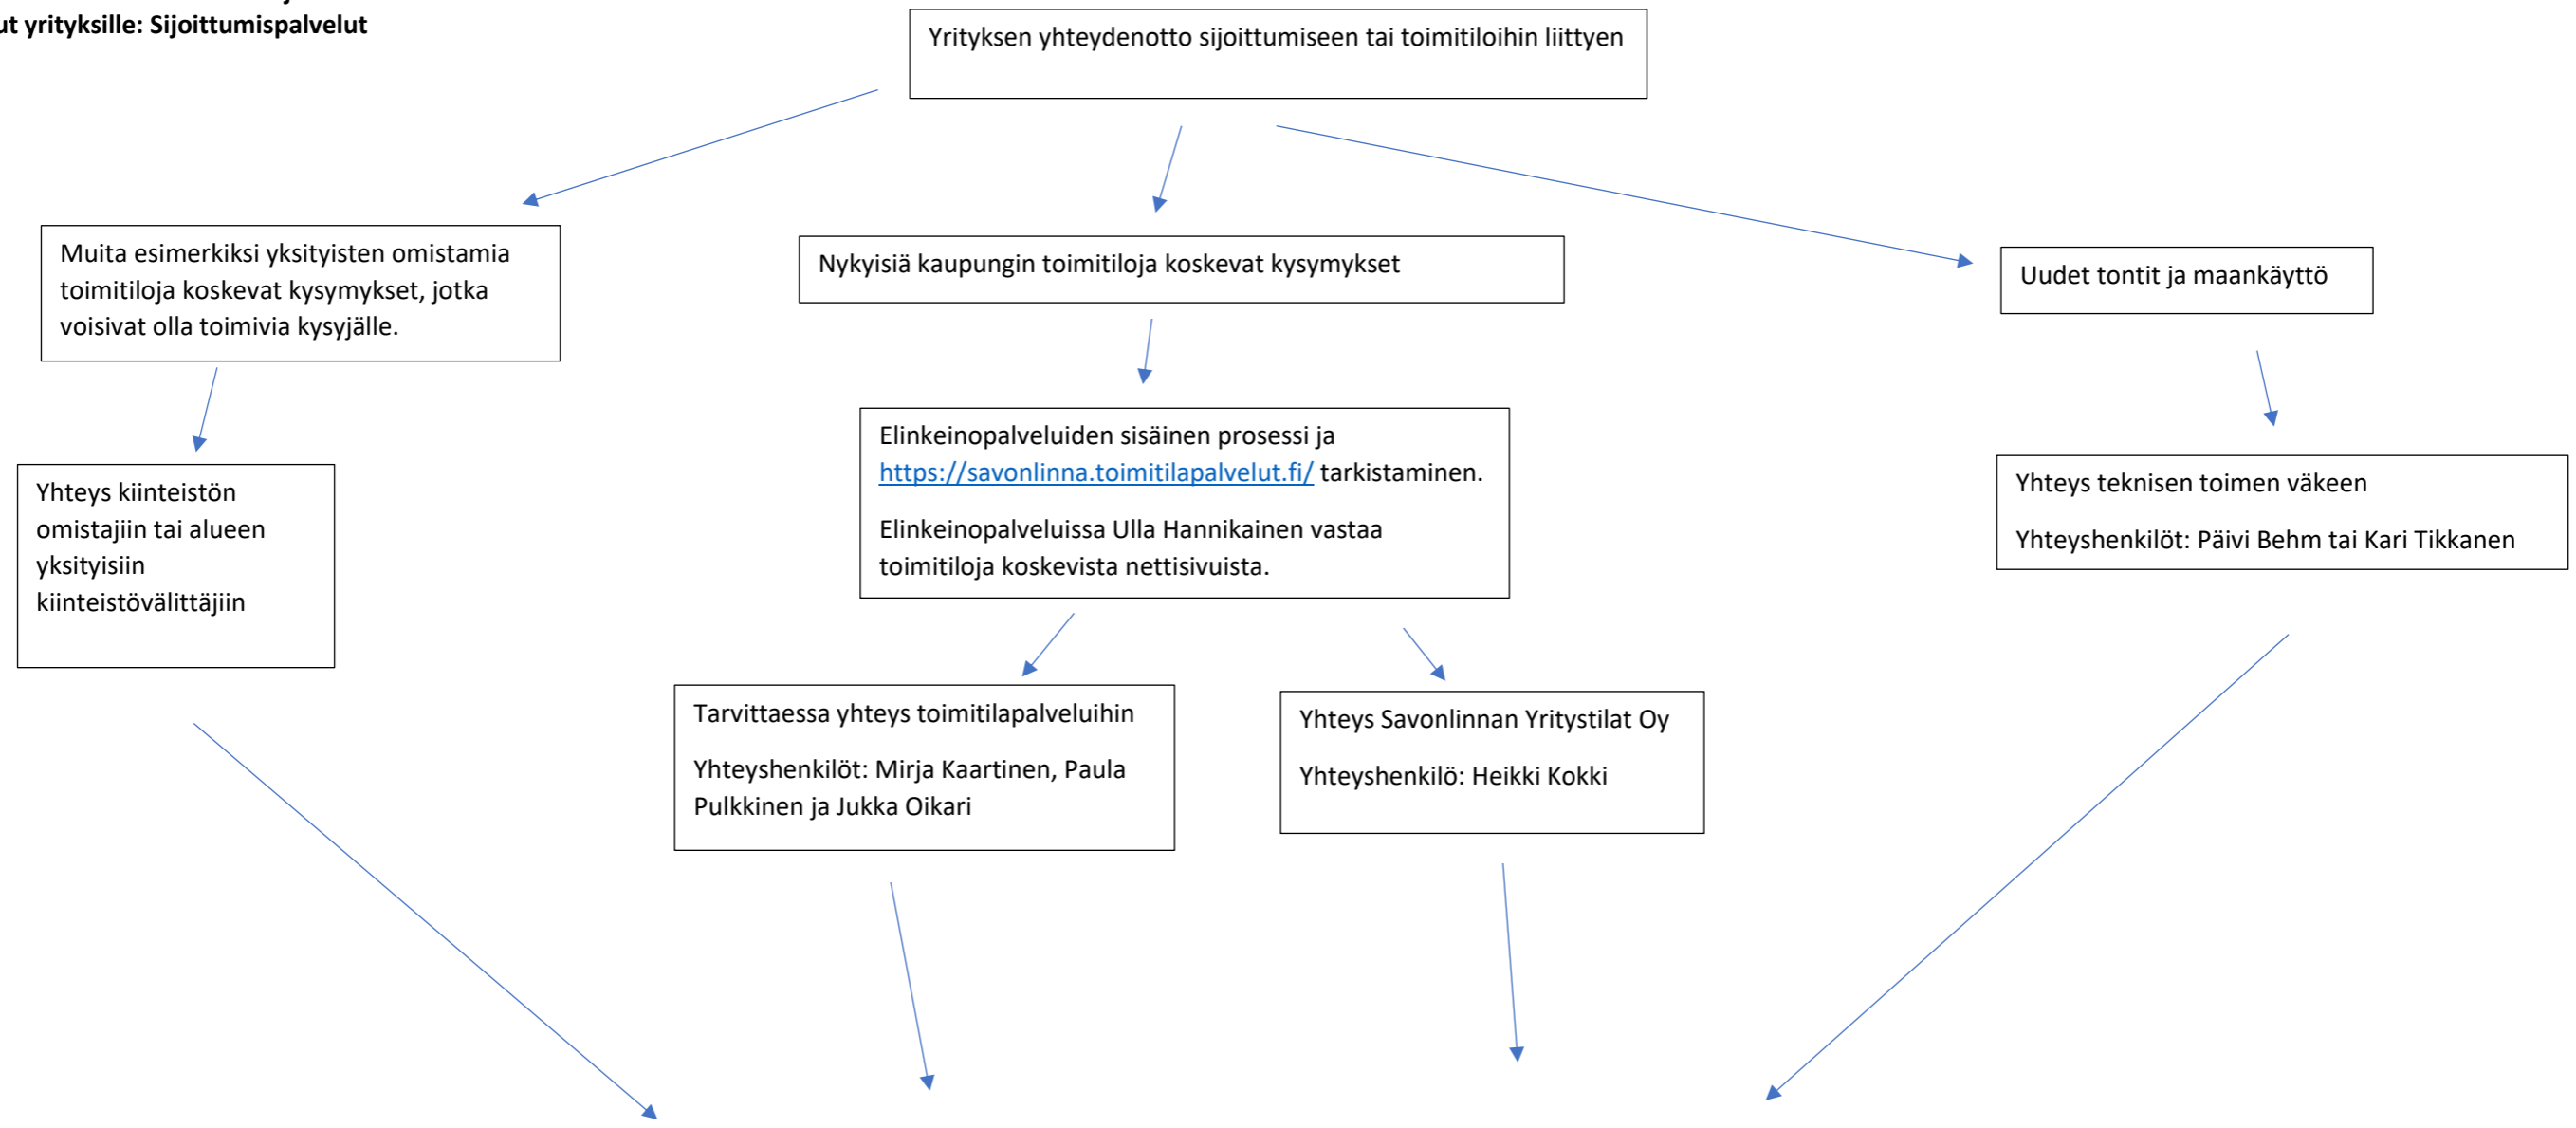 yrityksille: Sijoittumispalvelut
Yrityksen yhteydenotto sijoittumiseen tai toimitiloihin liittyen
Muita esimerkiksi yksityisten omistamia
toimitiloja koskevat kysymykset, jotka
voisivat olla toimivia kysyjälle.
Nykyisiä kaupungin toimitiloja koskevat kysymykset
Uudet tontit ja maankäyttö
Yhteys kiinteistön
omistajiin tai alueen
yksityisiin
kiinteistövälittäjiin
Elinkeinopalveluiden sisäinen prosessi ja
https://savonlinna.toimitilapalvelut.fi/ tarkistaminen.
Elinkeinopalveluissa Ulla Hannikainen vastaa
toimitiloja koskevista nettisivuista.
Yhteys teknisen toimen väkeen
Yhteyshenkilöt: Päivi Behm tai Kari Tikkanen
Tarvittaessa yhteys toimitilapalveluihin
Yhteyshenkilöt: Mirja Kaartinen, Paula
Pulkkinen ja Jukka Oikari
Yhteys Savonlinnan Yritystilat Oy
Yhteyshenkilö: Heikki Kokki